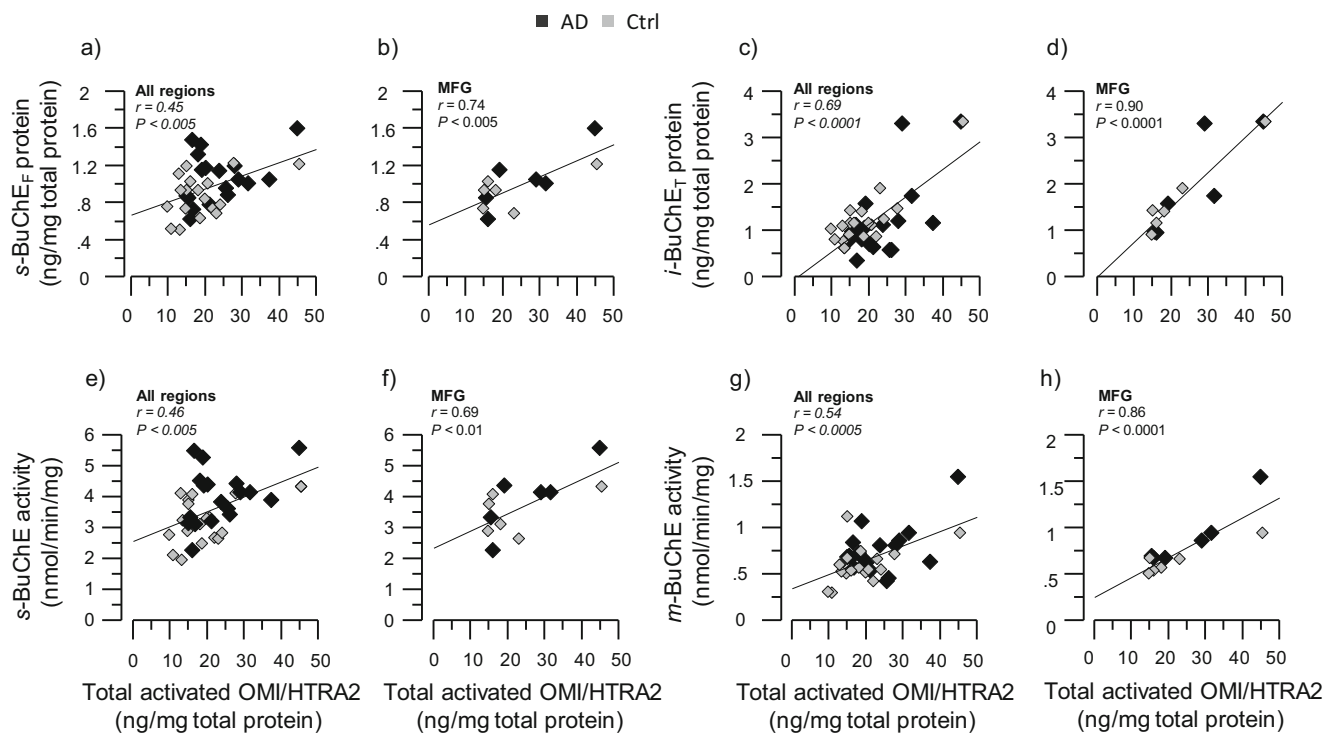 AD Ctrl
a)
All regions
r = 0.45
P < 0.005
s-BuChE_F protein
(ng/mg total protein)
2
1.6
1.2
.8
.4
0
0 10 20 30 40 50
b)
MFG
r = 0.74
P < 0.005
2
1.6
1.2
.8
.4
0
0 10 20 30 40 50
c)
All regions
r = 0.69
P < 0.0001
i-BuChE_T protein
(ng/mg total protein)
4
3
2
1
0
0 10 20 30 40 50
d)
MFG
r = 0.90
P < 0.0001
4
3
2
1
0
0 10 20 30 40 50
e)
All regions
r = 0.46
P < 0.005
s-BuChE activity
(nmol/min/mg)
6
5
4
3
2
1
0
0 10 20 30 40 50
Total activated OMI/HTRA2
(ng/mg total protein)
f)
MFG
r = 0.69
P < 0.01
6
5
4
3
2
1
0
0 10 20 30 40 50
Total activated OMI/HTRA2
(ng/mg total protein)
g)
All regions
r = 0.54
P < 0.0005
m-BuChE activity
(nmol/min/mg)
2
1.5
1
.5
0
0 10 20 30 40 50
Total activated OMI/HTRA2
(ng/mg total protein)
h)
MFG
r = 0.86
P < 0.0001
2
1.5
1
.5
0
0 10 20 30 40 50
Total activated OMI/HTRA2
(ng/mg total protein)